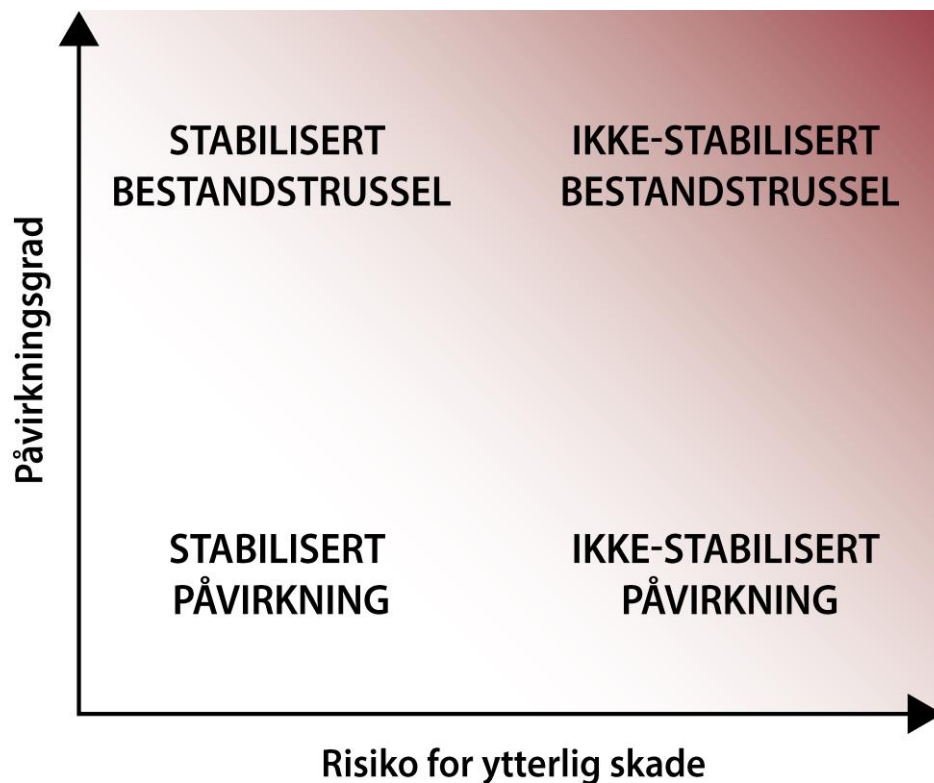 STABILISERT
BESTANDSTRUSSEL
IKKE-STABILISERT
BESTANDSTRUSSEL
Påvirkningsgrad
STABILISERT
PÅVIRKNING
IKKE-STABILISERT
PÅVIRKNING
Risiko for ytterlig skade